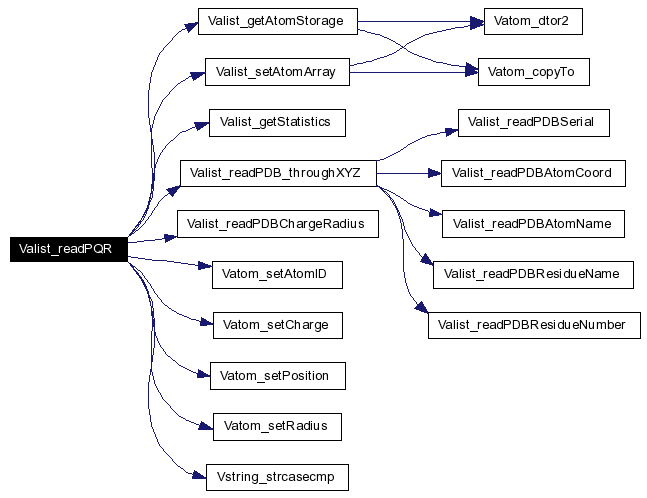 Valist_readPQR
Valist_getAtomStorage
Valist_setAtomArray
Valist_getStatistics
Valist_readPDB_throughXYZ
Valist_readPDBChargeRadius
Vatom_setAtomID
Vatom_setCharge
Vatom_setPosition
Vatom_setRadius
Vstring_strcasecmp
Vatom_dtor2
Vatom_copyTo
Valist_readPDBSerial
Valist_readPDBAtomCoord
Valist_readPDBAtomName
Valist_readPDBResidueName
Valist_readPDBResidueNumber